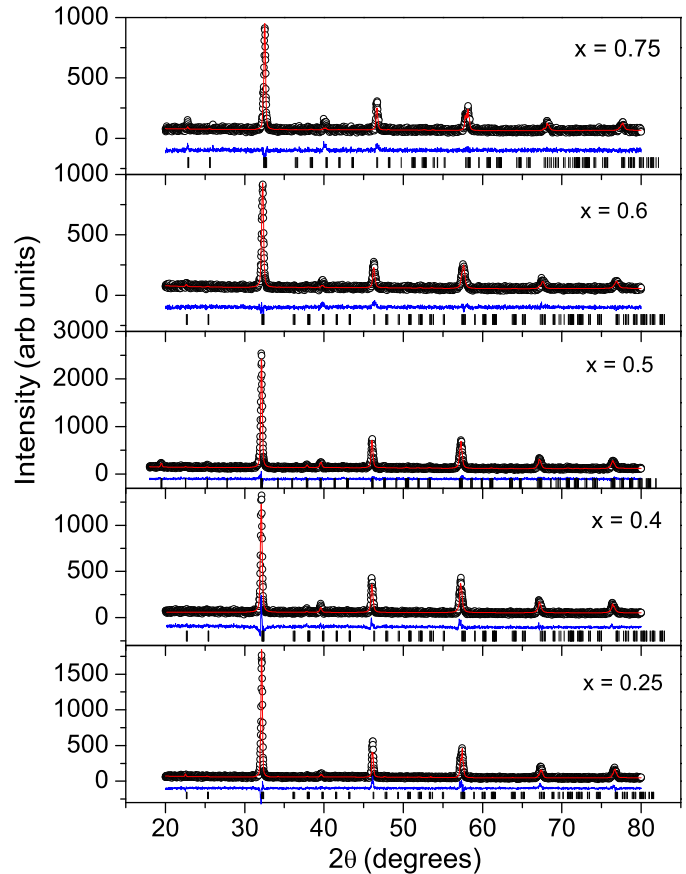 1000
500
0
x = 0.75
1000
500
0
x = 0.6
3000
2000
1000
0
x = 0.5
1000
500
0
x = 0.4
1500
1000
500
0
x = 0.25
Intensity (arb units)
20 30 40 50 60 70 80
2θ (degrees)